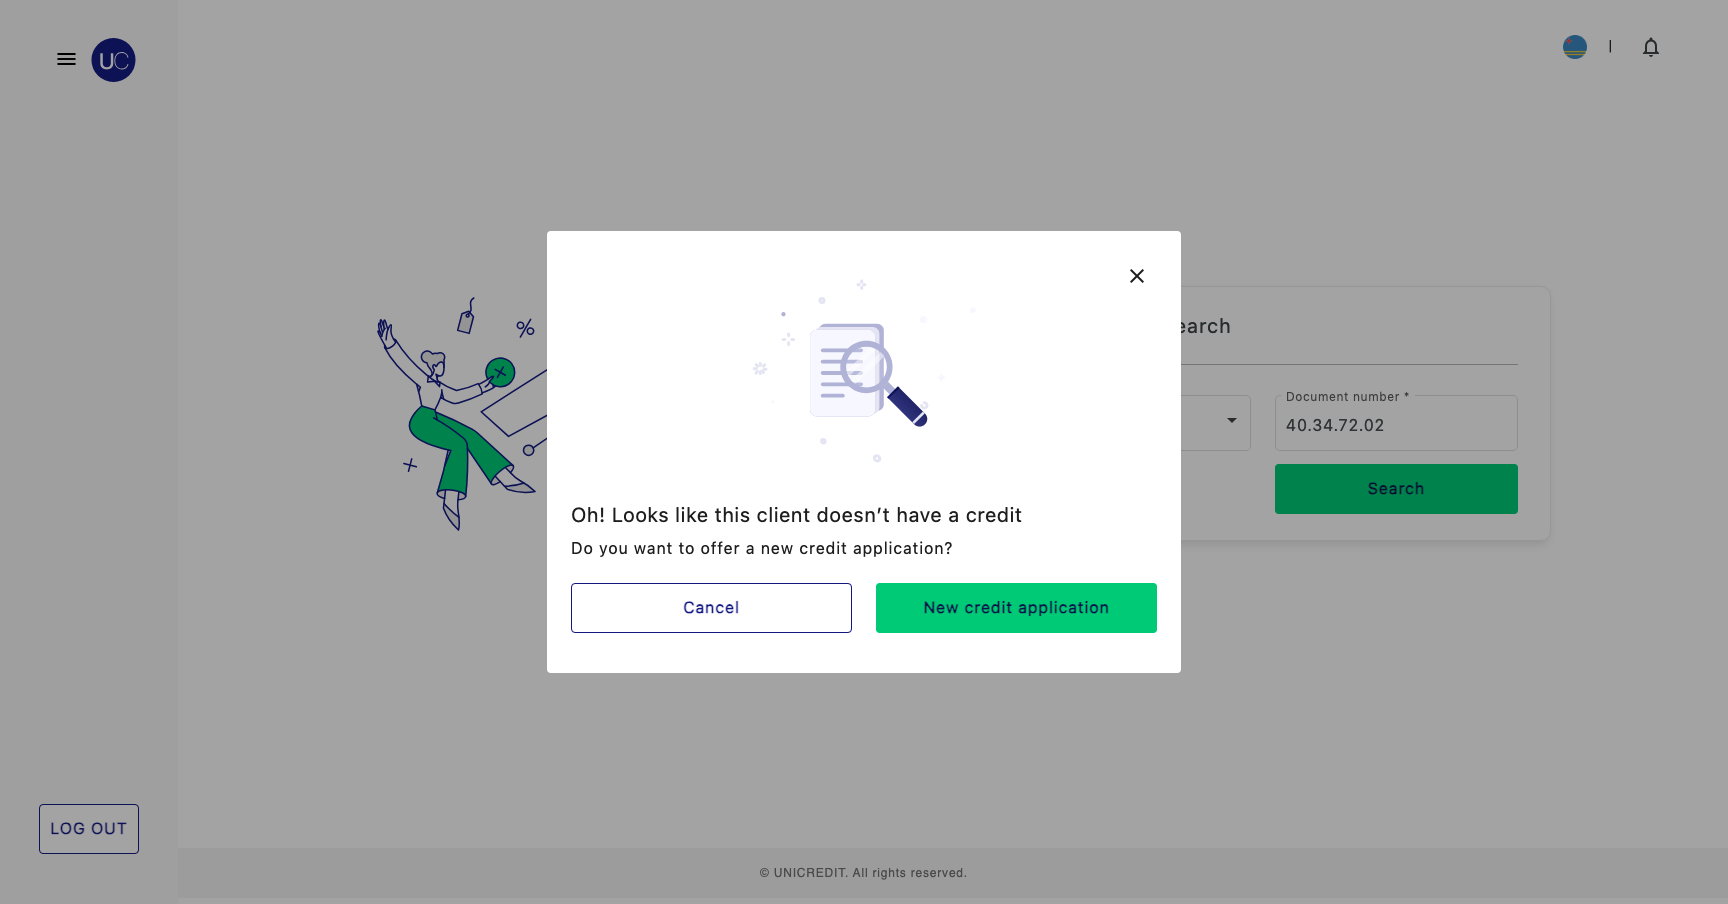 UC
earch
Document number *
40.34.72.02
Search
%
Oh! Looks like this client doesn’t have a credit
Do you want to offer a new credit application?
Cancel
New credit application
LOG OUT
© UNICREDIT. All rights reserved.